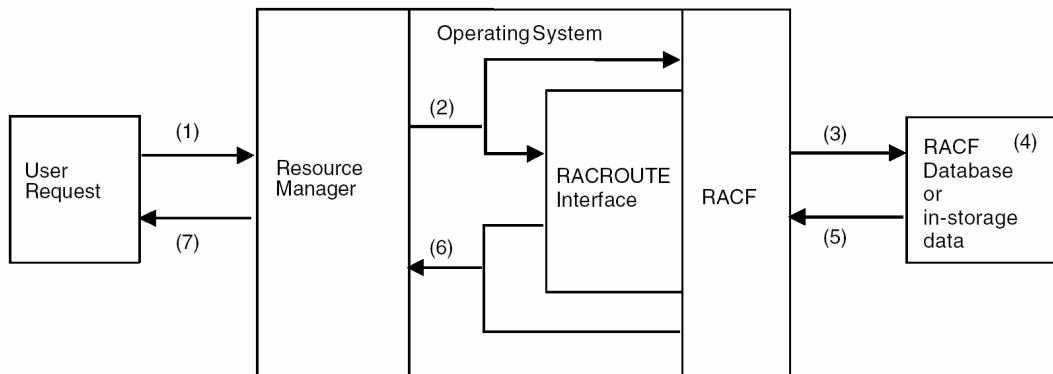 Operating System
(1)
User
Request
(7)
Resource
Manager
(2)
(6)
RACROUTE
Interface
RACF
(3)
(5)
RACF (4)
Database
or
in-storage
data